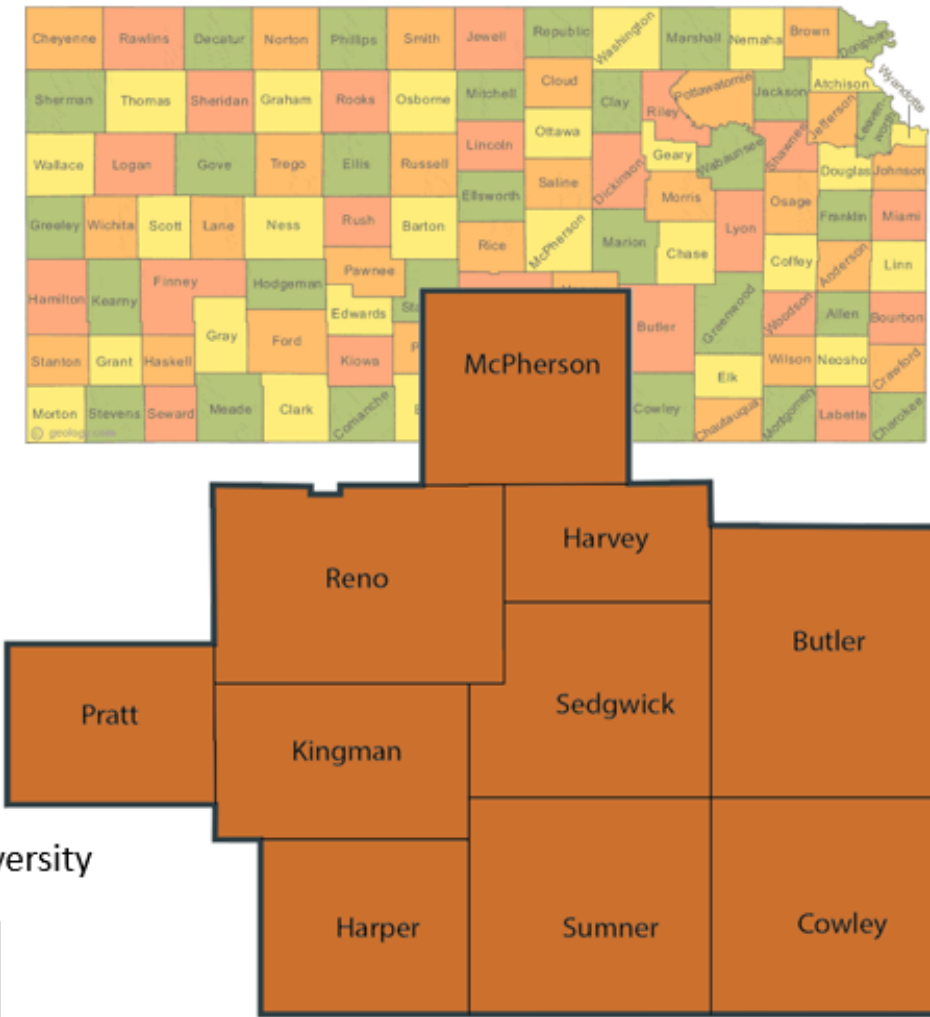 Cheyenne Rawlins Decatur Norton Phillips Smith Jewell Republic Washington Marshall Nemaha Brown Doniphan
Sherman Thomas Sheridan Graham Rooks Osborne Mitchell Cloud Clay Riley Pottawatomie Jackson Atchison Wyandotte
Ottawa Jefferson Leaven-
worth
Wallace Logan Gove Trego Ellis Russell Lincoln Saline Dickinson Geary Wabaunsee Shawnee Douglas Johnson
Ellsworth Morris Osage
Greeley Wichita Scott Lane Ness Rush Barton Rice McPherson Marion Chase Lyon Franklin Miami
Coffey Anderson Linn
Hamilton Kearny Finney Hodgeman Pawnee
Gray Edwards Sta Butler Greenwood Woodson Allen Bourbon
Stanton Grant Haskell Ford Kiowa P Wilson Neosho Crawford
Elk
Morton Stevens Seward Meade Clark Comanche Cowley Chautauqua Montgomery Labette Cherokee
© geology.com
McPherson
Harvey
Reno
Butler
Sedgwick
Pratt
Kingman
versity
Harper Sumner Cowley